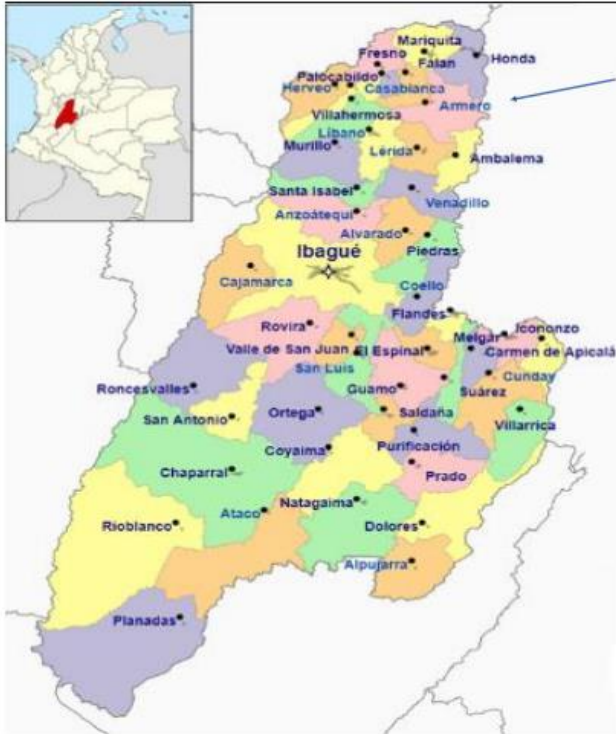 Mariquita
Fresno
Falan
Honda
Palocabildo
Herveo
Casabianca
Armero
Villahermosa
Líbano
Murillo
Lérida
Ambalema
Santa Isabel
Venadillo
Anzoátequi
Alvarado
Piedras
Ibagué
Cajamarca
Coello
Flandes
Rovira
Melgar
Icononzo
Valle de San Juan
El Espinal
Carmen de Apicalá
San Luis
Cunday
Roncesvalles
Guamo
Suárez
San Antonio
Ortega
Saldaña
Villarrica
Coyaima
Purificación
Chaparral
Prado
Natagaima
Ataco
Rioblanco
Dolores
Alpujarra
Planadas